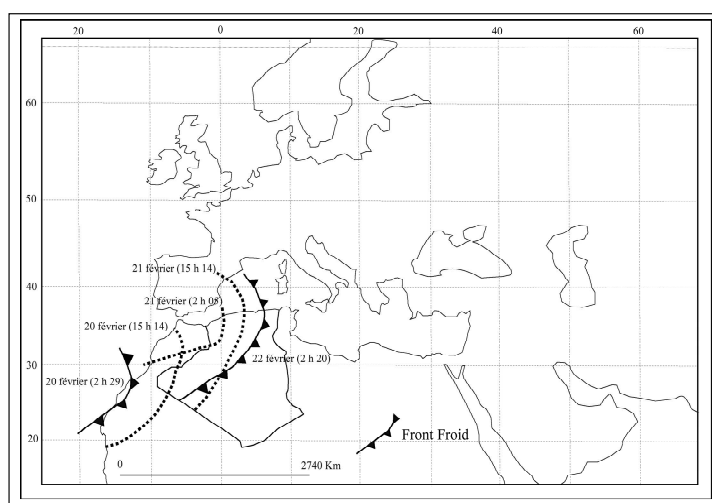 20 0 20 40 60
60
50
21 février (15 h 14)
40
21 février (2 h 08)
20 février (15 h 14)
22 février (2 h 20)
30
20 février (2 h 29)
20
Front Froid
0 2740 Km